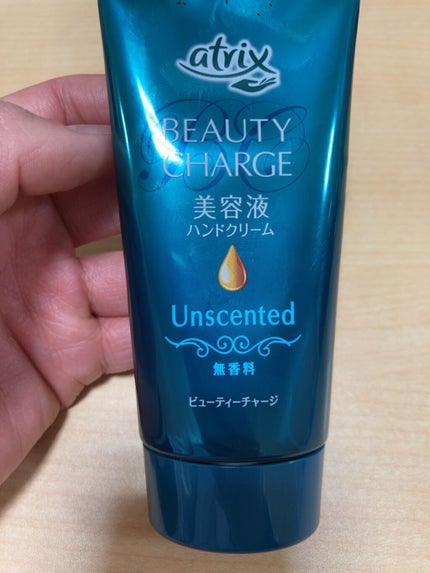 atrix
BEAUTY
CHARGE
美容液
ハンドクリーム
Unscented
無香料
ビューティーチャージ